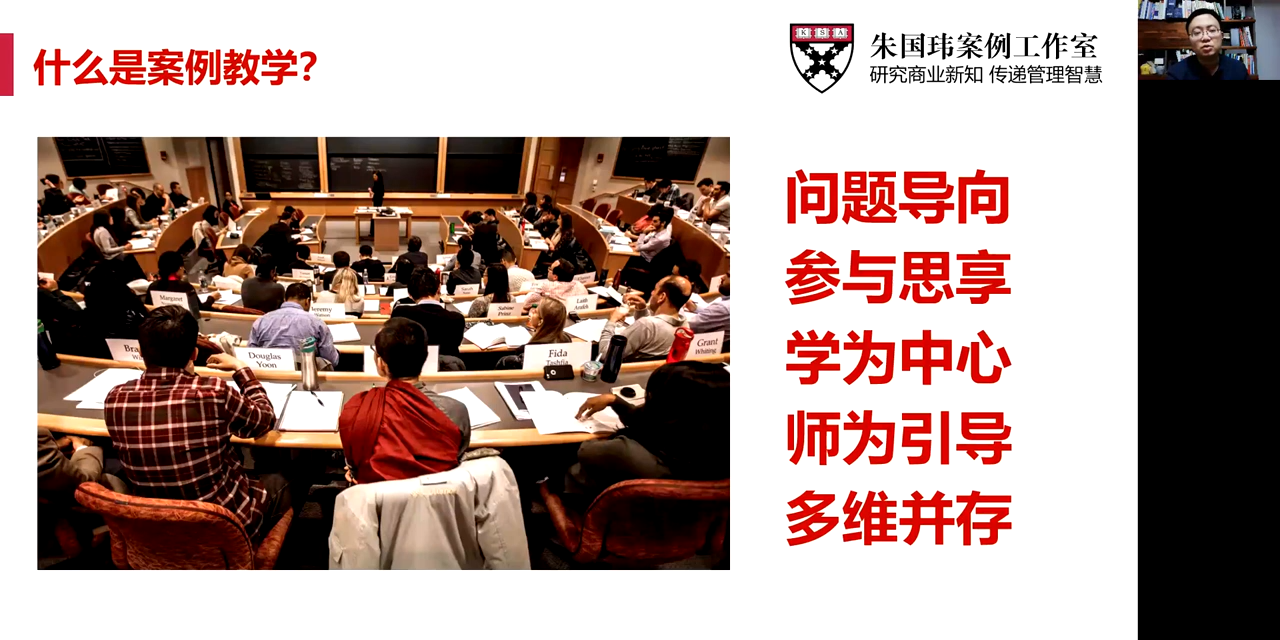 什么是案例教学?
K S A
朱国玮案例工作室
研究商业新知 传递管理智慧
问题导向
参与思享
学为中心
师为引导
多维并存
Margaret
Jeremy
Douglas
Yoon
Fida
Tashfia
Grant
Whiting